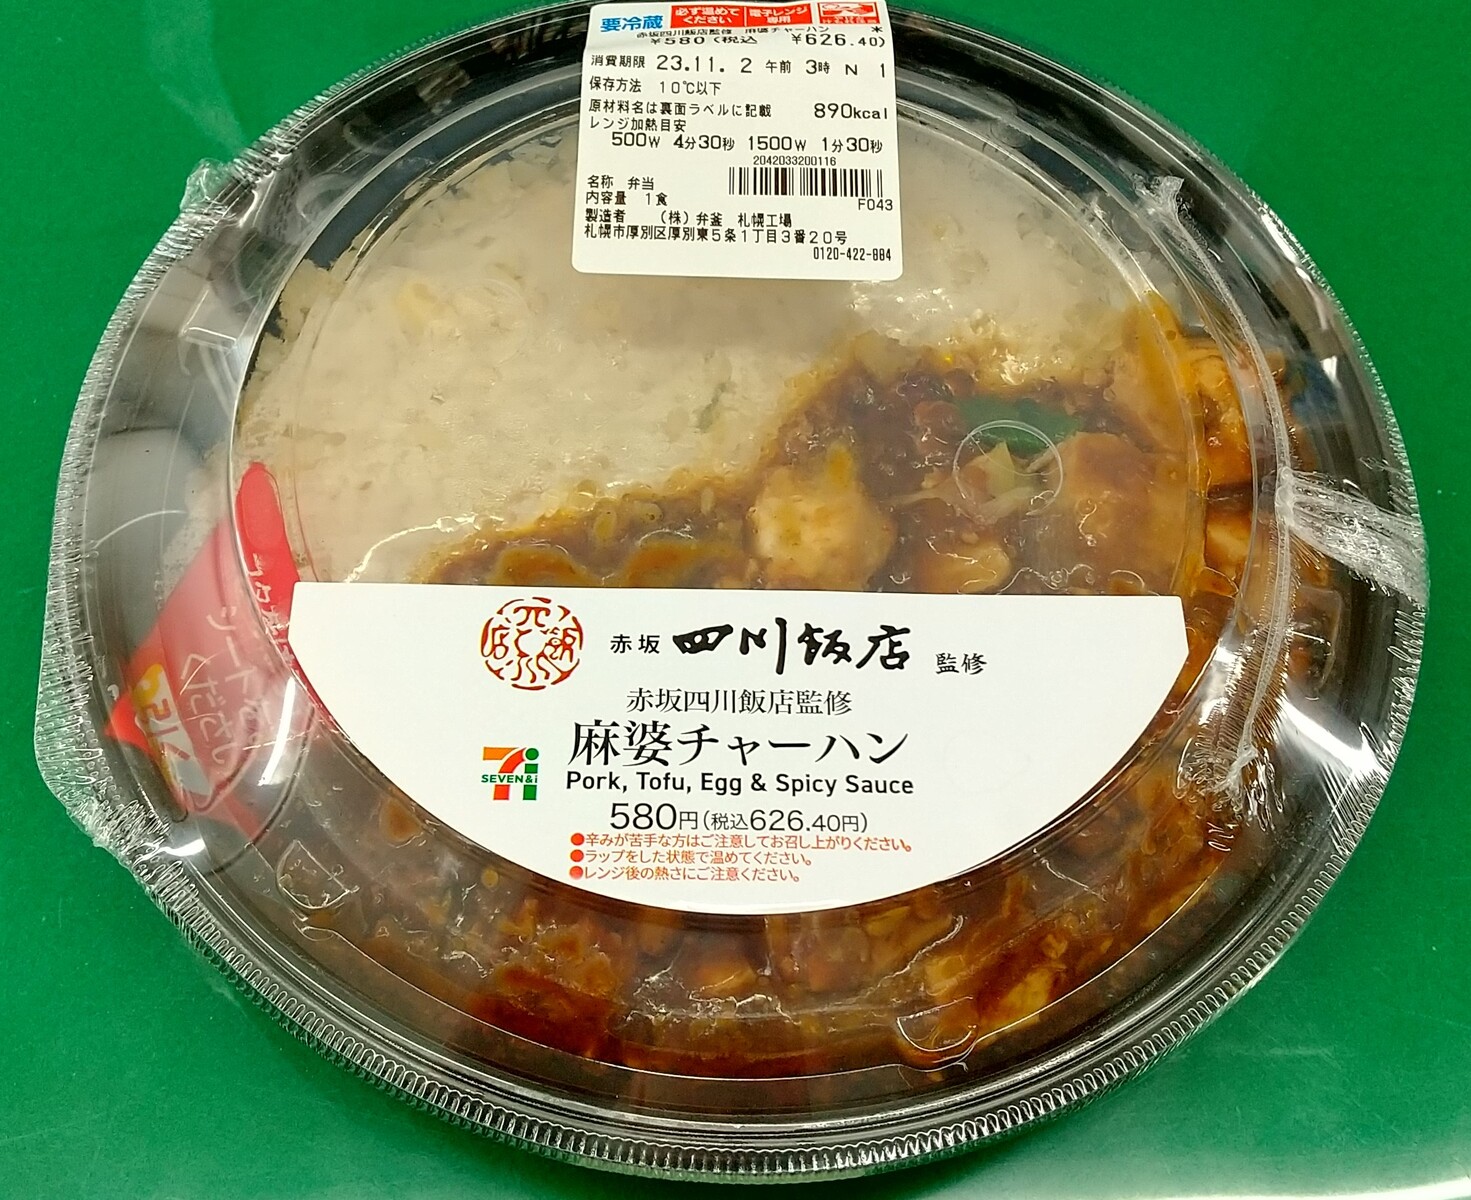 要冷蔵 必ず温めて 電子レンジ
ください 専用
赤坂四川飯店監修 麻婆チャーハン *
¥580(税込 ¥626.40)
消費期限 23.11. 2 午前 3時 N 1
保存方法 10℃以下
原材料名は裏面ラベルに記載 890kcal
レンジ加熱目安
500W 4分30秒 1500W 1分30秒
2042033200116
名称 弁当
内容量 1食 F043
製造者 (株)弁釜 札幌工場
札幌市厚別区厚別東5条1丁目3番20号
0120-422-884
シートを
ください
赤坂 四川飯店 監修
赤坂四川飯店監修
麻婆チャーハン
SEVEN&i
Pork, Tofu, Egg & Spicy Sauce
580円(税込626.40円)
●辛みが苦手な方はご注意してお召し上がりください。
●ラップをした状態で温めてください。
●レンジ後の熱さにご注意ください。